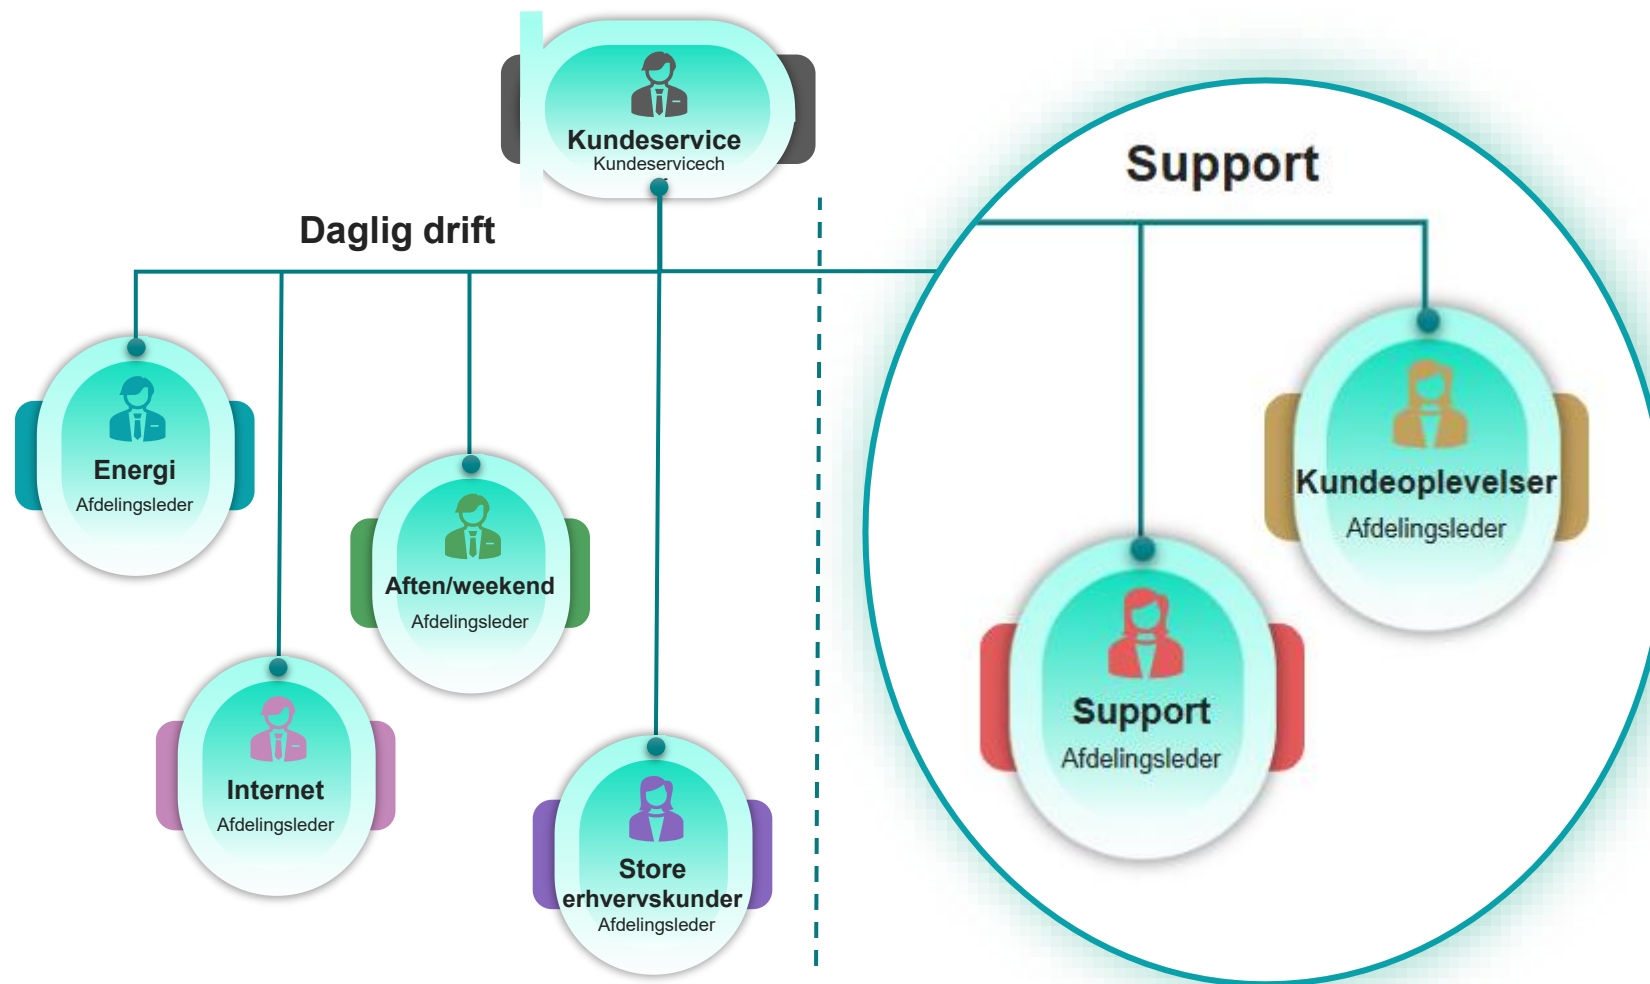 Kundeservice
Kundeservicech
Daglig drift
Support
Energi
Afdelingsleder
Aften/weekend
Afdelingsleder
Kundeoplevelser
Afdelingsleder
Internet
Afdelingsleder
Support
Afdelingsleder
Store
erhvervskunder
Afdelingsleder